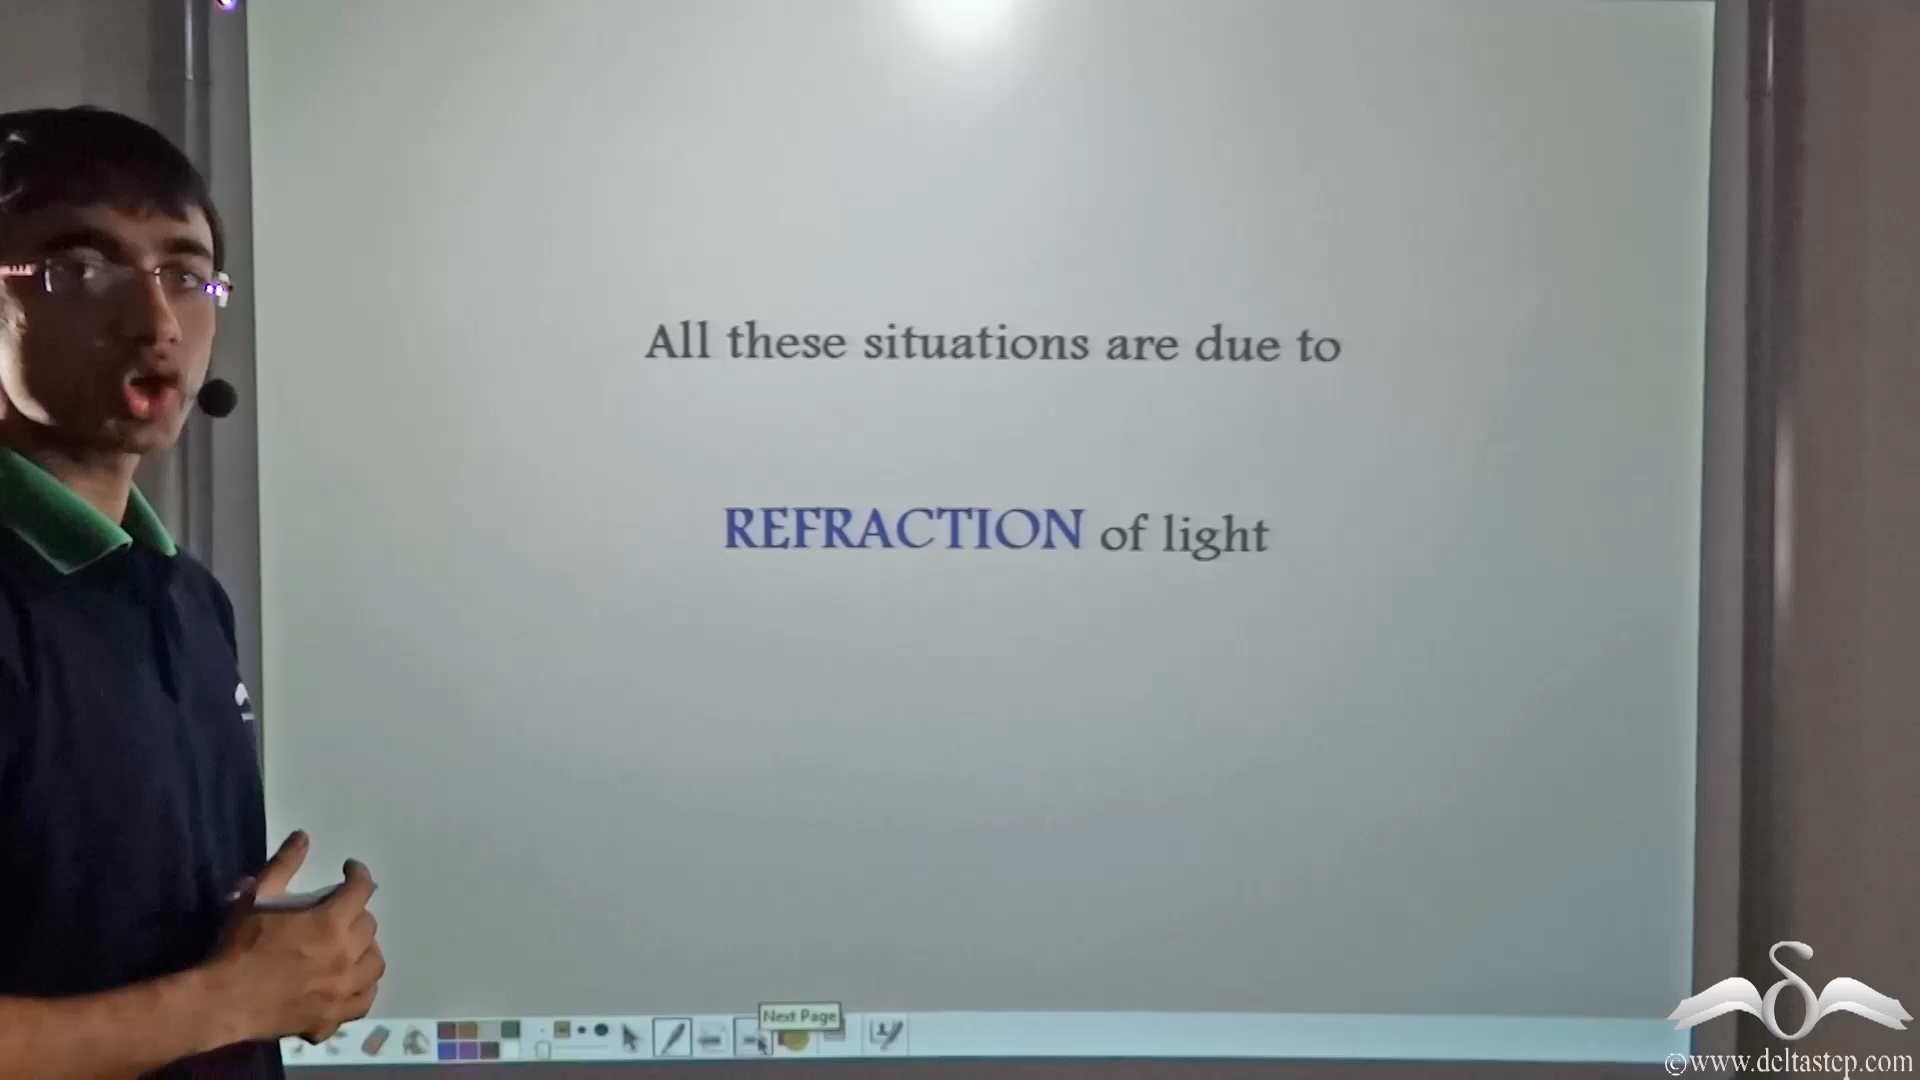 All these situations are due to
REFRACTION of light
Next Page
©www.deltastep.com